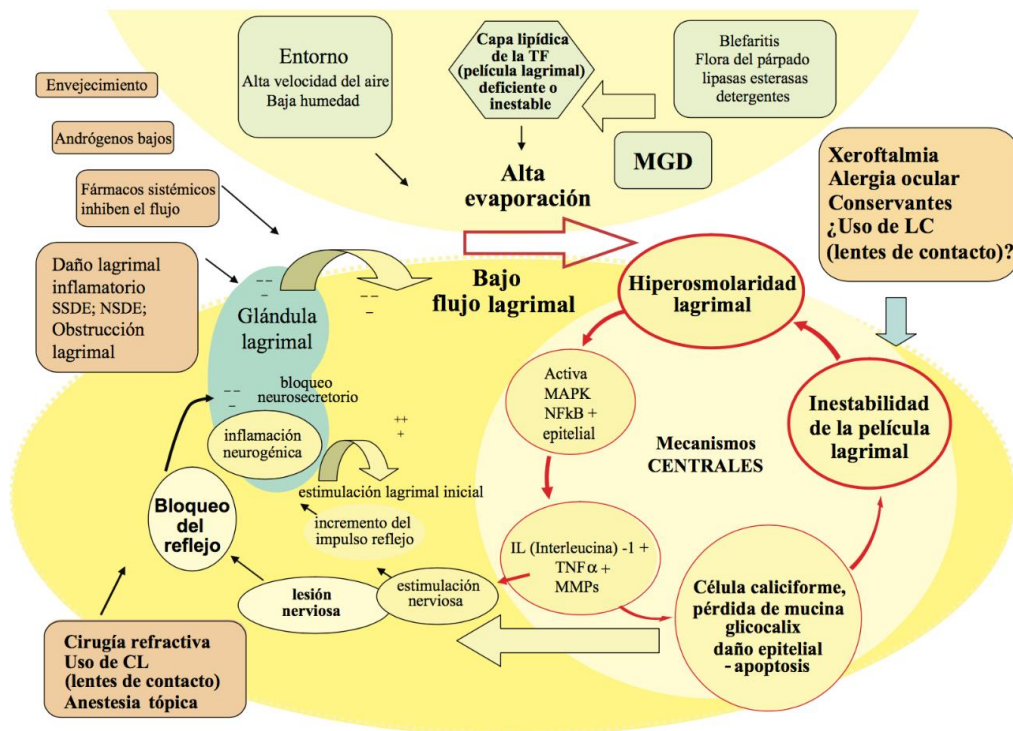 Envejecimiento
Andrógenos bajos
Fármacos sistémicos
inhiben el flujo
Daño lagrimal
inflamatorio
SSDE; NSDE;
Obstrucción
lagrimal
Entorno
Alta velocidad del aire
Baja humedad
Capa lipídica
de la TF
(película lagrimal)
deficiente o
inestable
Blefaritis
Flora del párpado
lipasas esterasas
detergentes
MGD
Alta
evaporación
Xeroftalmia
Alergia ocular
Conservantes
¿Uso de LC
(lentes de contacto)?
Bajo
flujo lagrimal
Hiperosmolaridad
lagrimal
-- 
-
-- 
-
Glándula
lagrimal
bloqueo
neurosecretorio
--
-
inflamación
neurogénica
++
+
estimulación lagrimal inicial
incremento del
impulso reflejo
Bloqueo
del
reflejo
lesión
nerviosa
estimulación
nerviosa
Activa
MAPK
NFkB +
epitelial
Mecanismos
CENTRALES
Inestabilidad
de la película
lagrimal
IL (Interleucina) -1 +
TNFα +
MMPs
Célula caliciforme,
pérdida de mucina
glicocalix
daño epitelial
- apoptosis
Cirugía refractiva
Uso de CL
(lentes de contacto)
Anestesia tópica